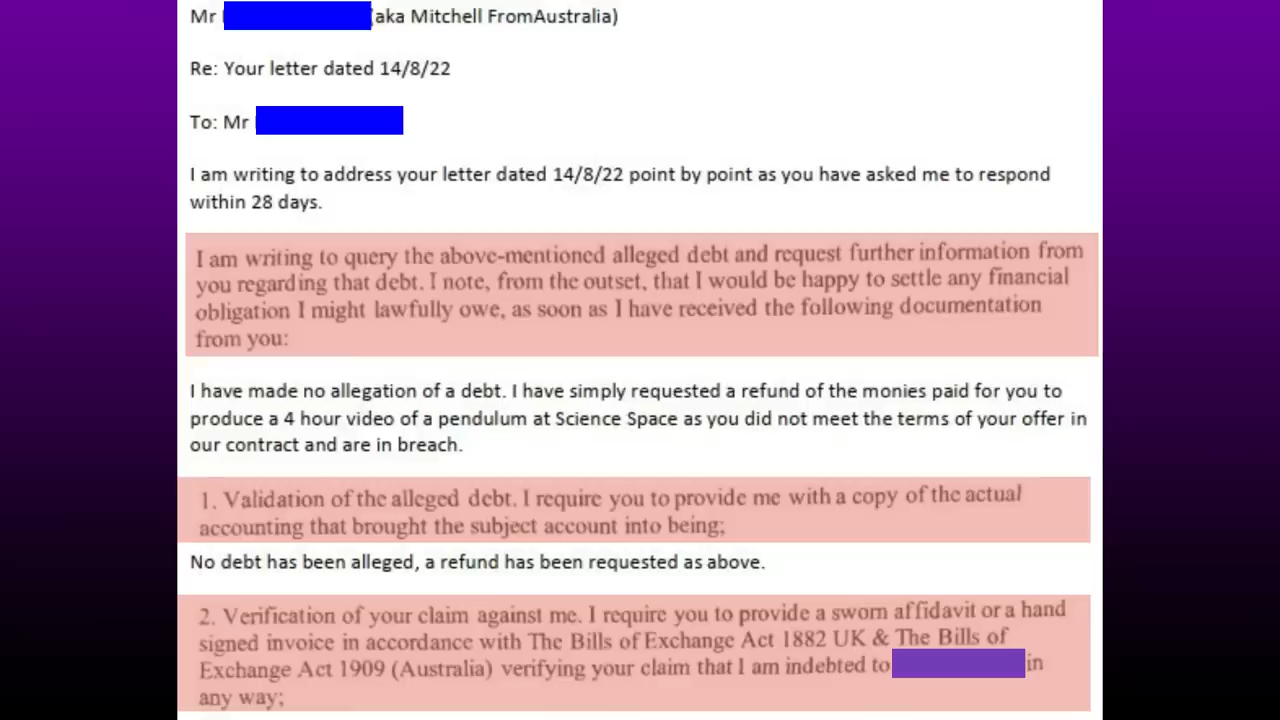 Mr (aka Mitchell FromAustralia)
Re: Your letter dated 14/8/22
To: Mr
I am writing to address your letter dated 14/8/22 point by point as you have asked me to respond
within 28 days.
I am writing to query the above-mentioned alleged debt and request further information from
you regarding that debt. I note, from the outset, that I would be happy to settle any financial
obligation I might lawfully owe, as soon as I have received the following documentation
from you:
I have made no allegation of a debt. I have simply requested a refund of the monies paid for you to
produce a 4 hour video of a pendulum at Science Space as you did not meet the terms of your offer in
our contract and are in breach.
1. Validation of the alleged debt. I require you to provide me with a copy of the actual
accounting that brought the subject account into being;
No debt has been alleged, a refund has been requested as above.
2. Verification of your claim against me. I require you to provide a sworn affidavit or a hand
signed invoice in accordance with The Bills of Exchange Act 1882 UK & The Bills of
Exchange Act 1909 (Australia) verifying your claim that I am indebted to in
any way;